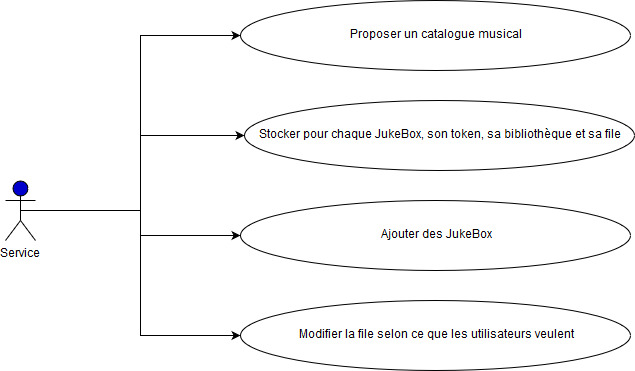 Proposer un catalogue musical
Stocker pour chaque JukeBox, son token, sa bibliothèque et sa file
Service
Ajouter des JukeBox
Modifier la file selon ce que les utilisateurs veulent